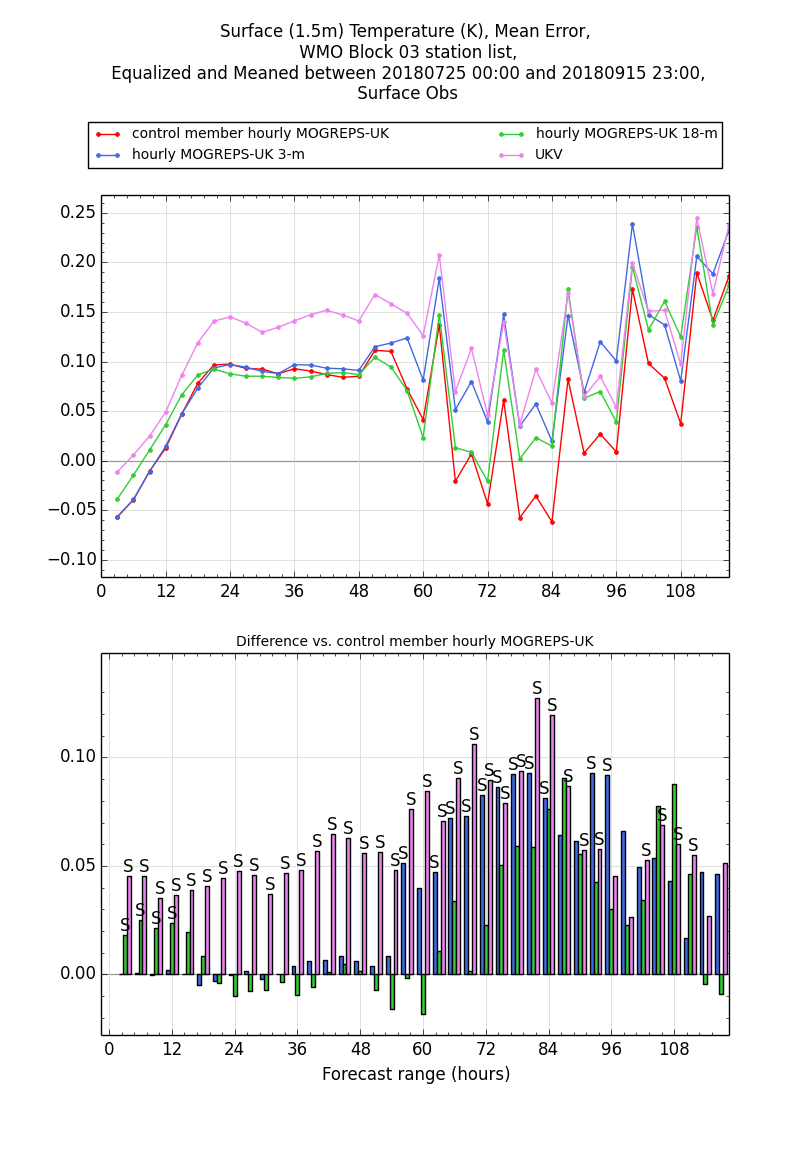 Surface (1.5m) Temperature (K), Mean Error,
WMO Block 03 station list,
Equalized and Meaned between 20180725 00:00 and 20180915 23:00,
Surface Obs
control member hourly MOGREPS-UK
hourly MOGREPS-UK 18-m
hourly MOGREPS-UK 3-m
UKV
0.25
0.20
0.15
0.10
0.05
0.00
−0.05
−0.10
0 12 24 36 48 60 72 84 96 108
Difference vs. control member hourly MOGREPS-UK
S S S S S S S S S S S S S S S S S S S S S S S S S S S S S S S S S S S S S S S S S S S S S S
0.10
0.05
0.00
0 12 24 36 48 60 72 84 96 108
Forecast range (hours)